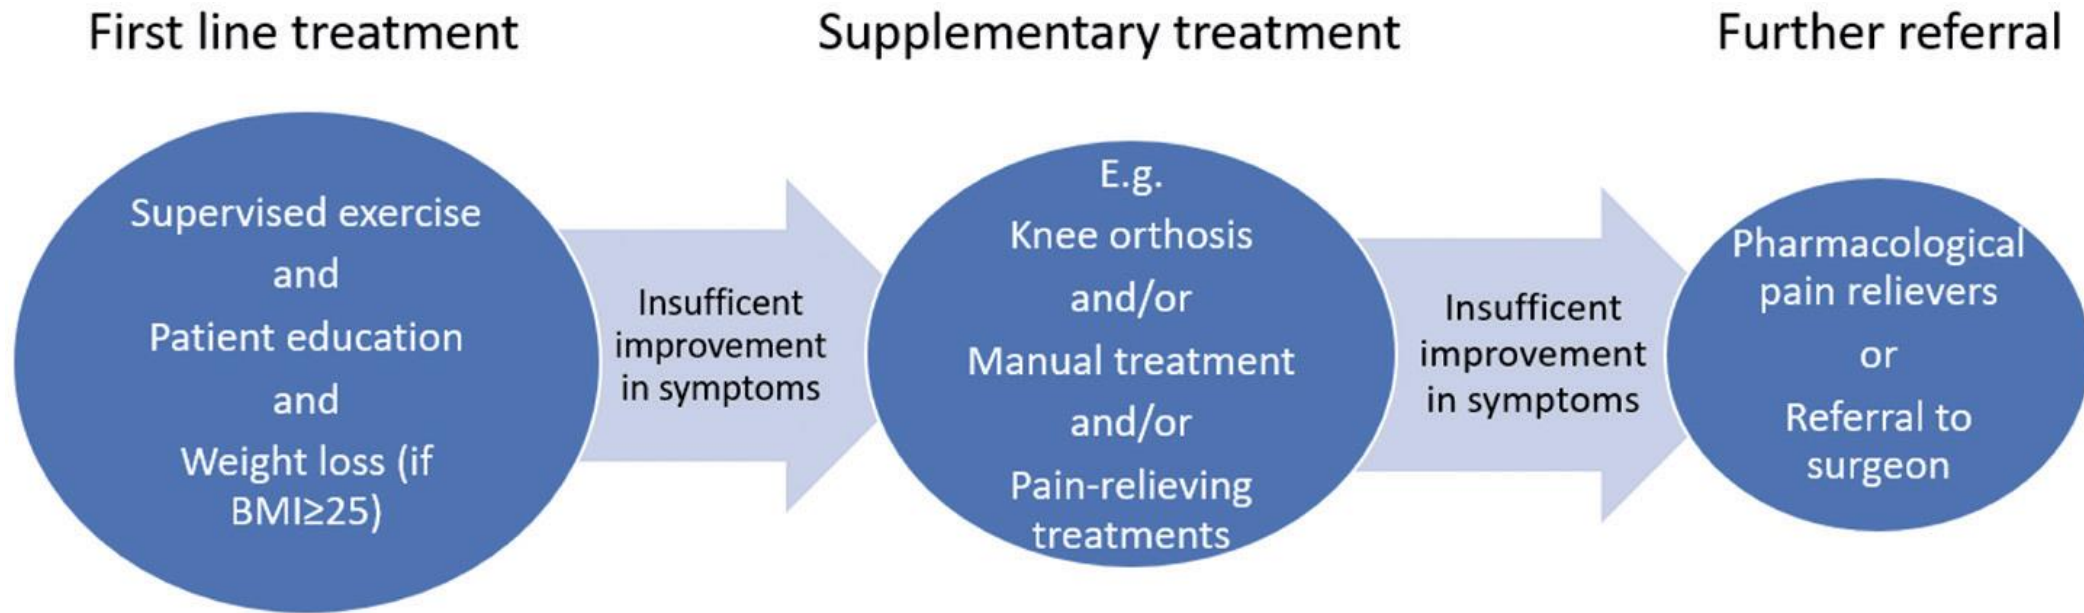 First line treatment
Supplementary treatment
Further referral
Supervised exercise
and
Patient education
and
Weight loss (if
BMI≥25)
Insufficent
improvement
in symptoms
E.g.
Knee orthosis
and/or
Manual treatment
and/or
Pain-relieving
treatments
Insufficent
improvement
in symptoms
Pharmacological
pain relievers
or
Referral to
surgeon